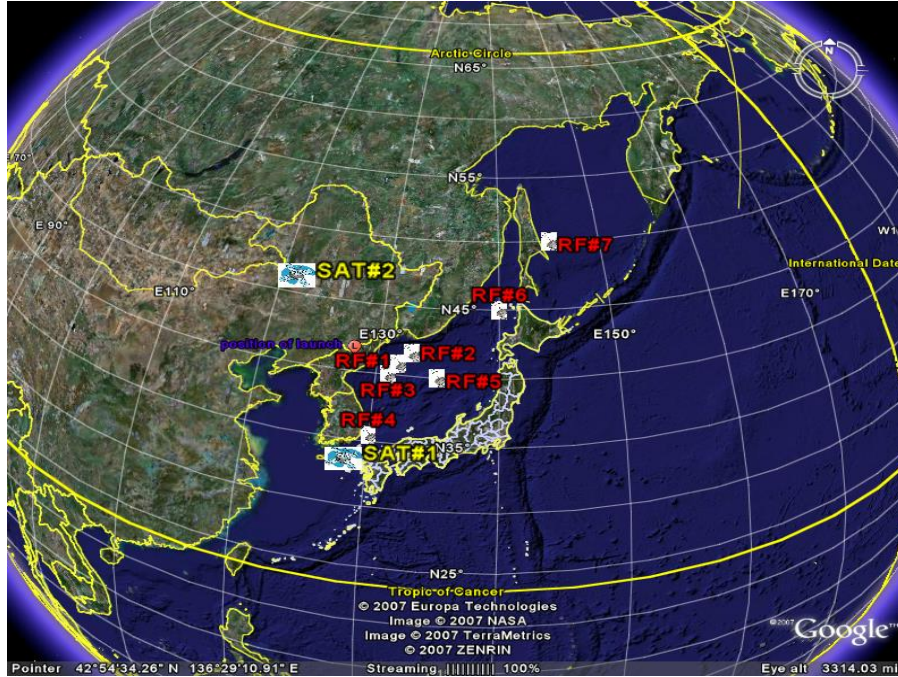 Arctic Circle
N65°
N
E 70°
N55°
E 90°
RF#7
W1
International Date
SAT#2
E110°
E170°
RF#6
N45°
E130°
E150°
position of launch
L
RF#1
RF#2
RF#3
RF#5
RF#4
N35°
SAT#1
N25°
Tropic of Cancer
© 2007 Europa Technologies
Image © 2007 NASA
Image © 2007 TerraMetrics
© 2007 ZENRIN
©2007 Google™
Pointer 42°54'34.26" N 136°29'10.91" E Streaming |||||||||| 100% Eye alt 3314.03 mi